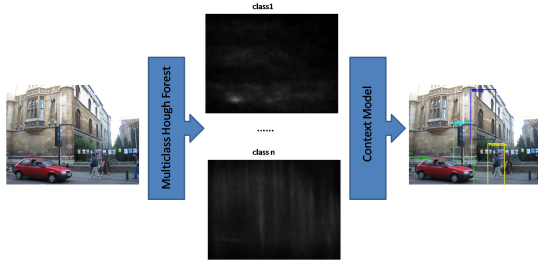 class1
Multiclass Hough Forest
......
class n
Context Model